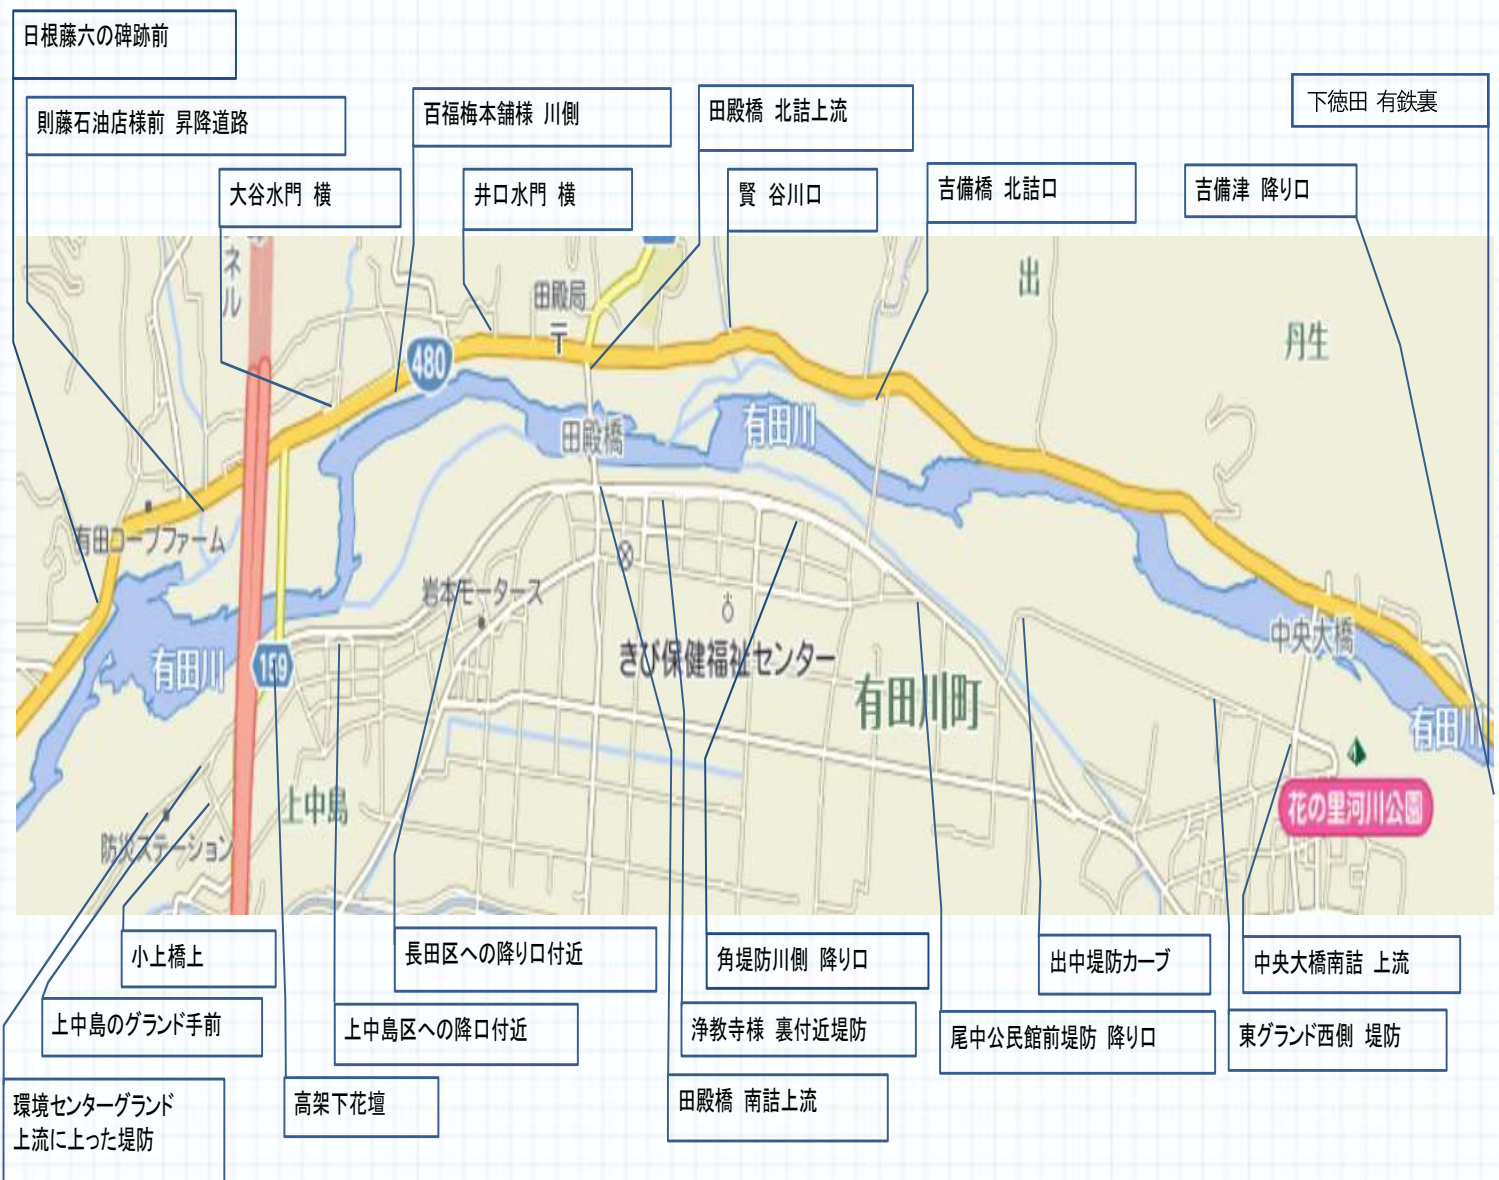 日根藤六の碑跡前
則藤石油店様前 昇降道路
百福梅本舗様 川側
田殿橋 北詰上流
下徳田 有鉄裏
大谷水門 横
井口水門 横
賢 谷川口
吉備橋 北詰口
吉備津 降り口
ネル
出
田殿局
丹生
480
有田川
田殿橋
有田コープファーム
岩本モータース
きび保健福祉センター
中央大橋
有田川
159
有田川町
有田川
上中島
花の里河川公園
防災ステーション
小上橋上
長田区への降り口付近
角堤防川側 降り口
出中堤防カーブ
中央大橋南詰 上流
上中島のグランド手前
上中島区への降口付近
浄教寺様 裏付近堤防
尾中公民館前堤防 降り口
東グランド西側 堤防
環境センターグランド
上流に上った堤防
高架下花壇
田殿橋 南詰上流